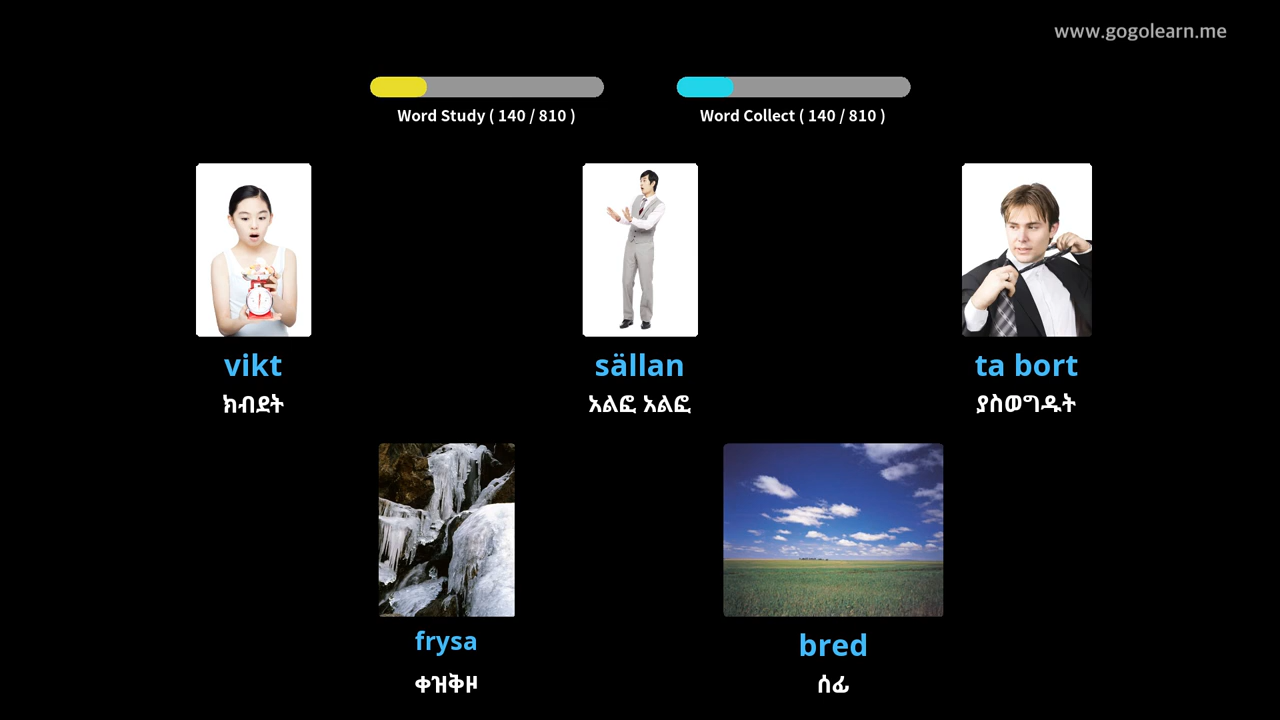 www.gogolearn.me
Word Study ( 140 / 810 )
Word Collect ( 140 / 810 )
vikt
ክብደት
sällan
አልፎ አልፎ
ta bort
ያስወግዱት
frysa
ቀዝቅዞ
bred
ሰፊ